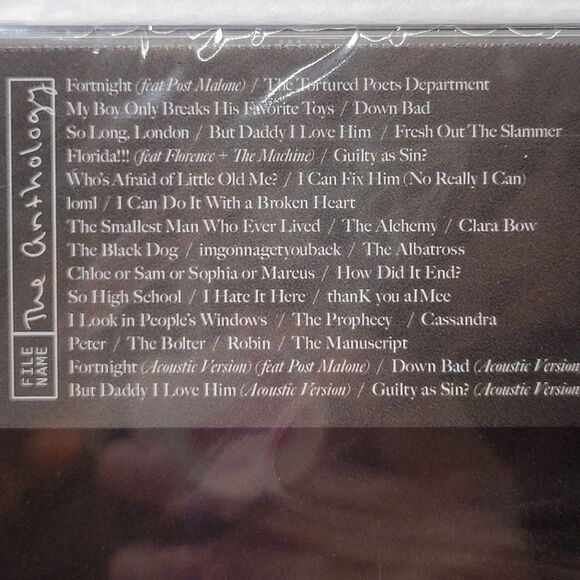 Fortnight (feat Post Malone) / The Tortured Poets Department
My Boy Only Breaks His Favorite Toys / Down Bad
So Long, London / But Daddy I Love Him / Fresh Out The Slammer
Florida!!! (feat Florence + The Machine) / Guilty as Sin?
Who's Afraid of Little Old Me? / I Can Fix Him (No Really I Can)
loml / I Can Do It With a Broken Heart
The Smallest Man Who Ever Lived / The Alchemy / Clara Bow
The Black Dog / imgonnagetyouback / The Albatross
Chloe or Sam or Sophia or Marcus / How Did It End?
So High School / I Hate It Here / thanK you aIMee
I Look in People's Windows / The Prophecy / Cassandra
Peter / The Bolter / Robin / The Manuscript
Fortnight (Acoustic Version) (feat Post Malone) / Down Bad (Acoustic Version)
But Daddy I Love Him (Acoustic Version) / Guilty as Sin? (Acoustic Version
FILE
NAME
The Anthology